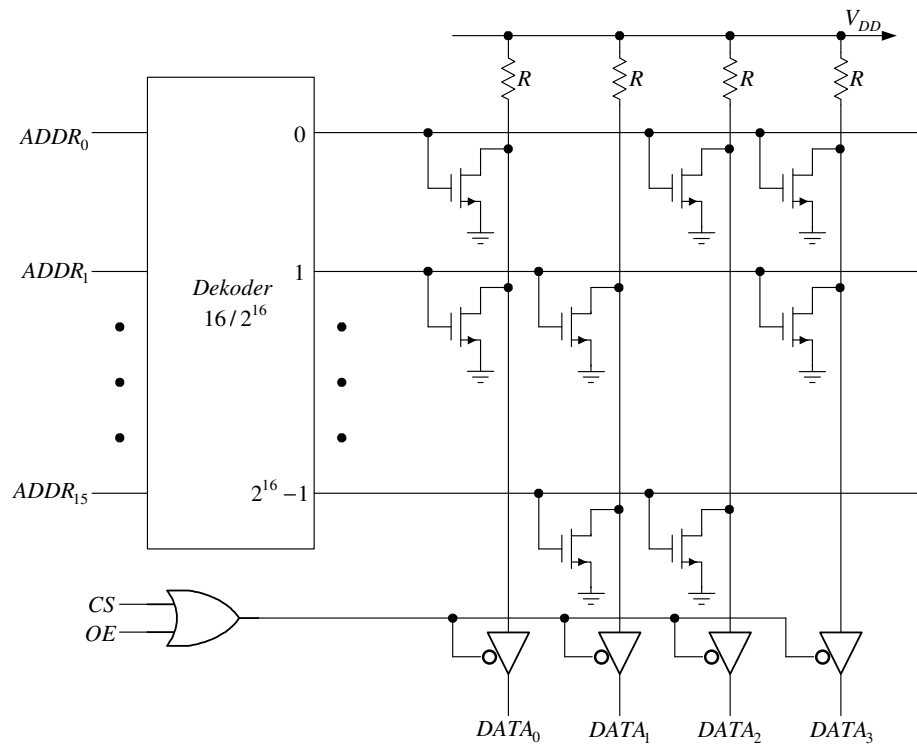 V_DD
R R R R
ADDR_0 0
ADDR_1 1
Dekoder
16/2^16
ADDR_15 2^16 −1
CS
OE
DATA_0 DATA_1 DATA_2 DATA_3